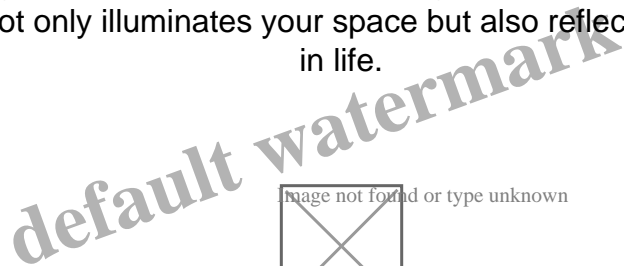 ot only illuminates your space but also reflec
in life.
default watermark
Image not found or type unknown